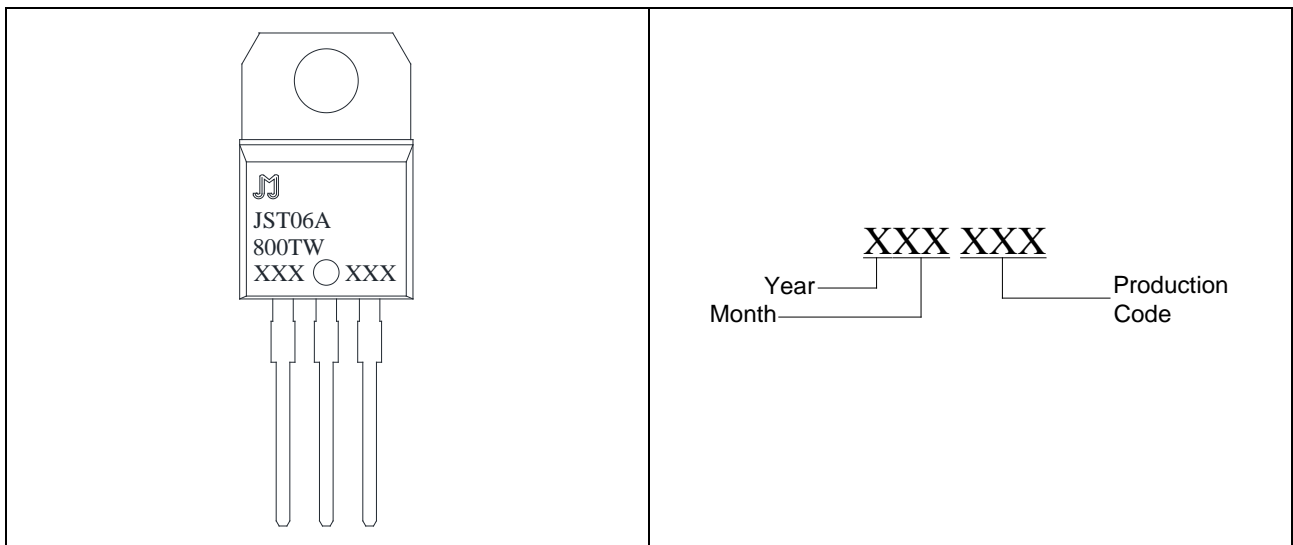 JST06A
800TW
XXX XXX
XXX XXX
Year
Month
Production
Code